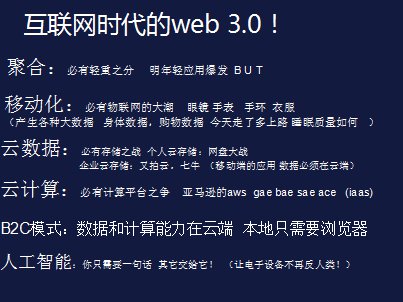 互联网时代的web 3.0！
聚合：必有轻重之分 明年轻应用爆发 B U T
移动化：必有物联网的大潮 眼镜 手表 手环 衣服
（产生各种大数据 身体数据，购物数据 今天走了多上路 睡眠质量如何 ）
云数据：必有存储之战 个人云存储：网盘大战
企业云存储：又拍云，七牛 （移动端的应用 数据必须在云端）
云计算：必有计算平台之争 亚马逊的aws gae bae sae ace (iaas)
B2C模式：数据和计算能力在云端 本地只需要浏览器
人工智能：你只需要一句话 其它交给它！ （让电子设备不再反人类！）